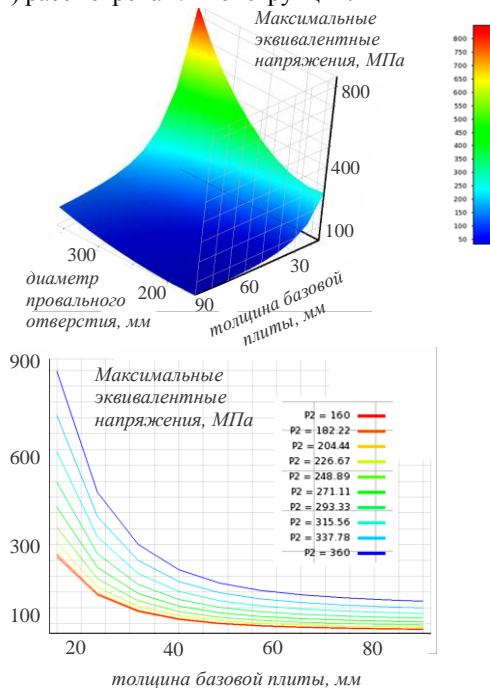 ) рассмотренн
Максимальные
эквивалентные
напряжения, МПа
800
400
100
850
800
750
700
650
600
550
500
450
400
350
300
250
200
150
100
50
300
200
90
60
30
диаметр
провального
отверстия, мм
толщина базовой
плиты, мм
900
600
300
100
Максимальные
эквивалентные
напряжения, МПа
P2 = 160
P2 = 182.22
P2 = 204.44
P2 = 226.67
P2 = 248.89
P2 = 271.11
P2 = 293.33
P2 = 315.56
P2 = 337.78
P2 = 360
20
40
60
80
толщина базовой плиты, мм